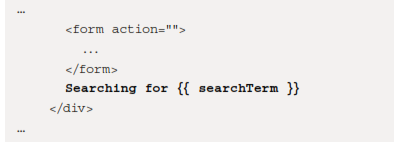 …
<form action="">
...
</form>
Searching for {{ searchTerm }}
</div>
…